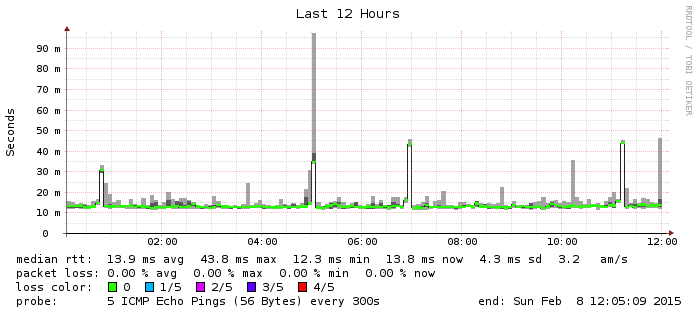 Last 12 Hours
RRDTOOL / TOBI OETIKER
Seconds
90 m
80 m
70 m
60 m
50 m
40 m
30 m
20 m
10 m
0
02:00 04:00 06:00 08:00 10:00 12:00
median rtt: 13.9 ms avg 43.8 ms max 12.3 ms min 13.8 ms now 4.3 ms sd 3.2 am/s
packet loss: 0.00 % avg 0.00 % max 0.00 % min 0.00 % now
loss color: 0 1/5 2/5 3/5 4/5
probe: 5 ICMP Echo Pings (56 Bytes) every 300s end: Sun Feb 8 12:05:09 2015